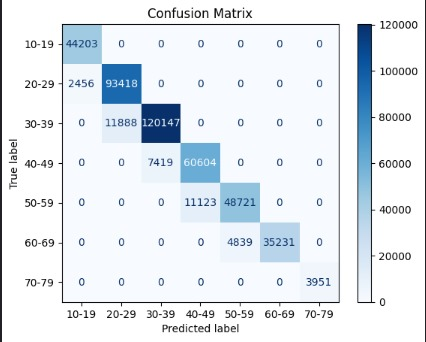 Confusion Matrix
True label
10-19 44203 0 0 0 0 0 0
20-29 2456 93418 0 0 0 0 0
30-39 0 11888 120147 0 0 0 0
40-49 0 0 7419 60604 0 0 0
50-59 0 0 0 11123 48721 0 0
60-69 0 0 0 0 4839 35231 0
70-79 0 0 0 0 0 0 3951
10-19 20-29 30-39 40-49 50-59 60-69 70-79
Predicted label
120000
100000
80000
60000
40000
20000
0